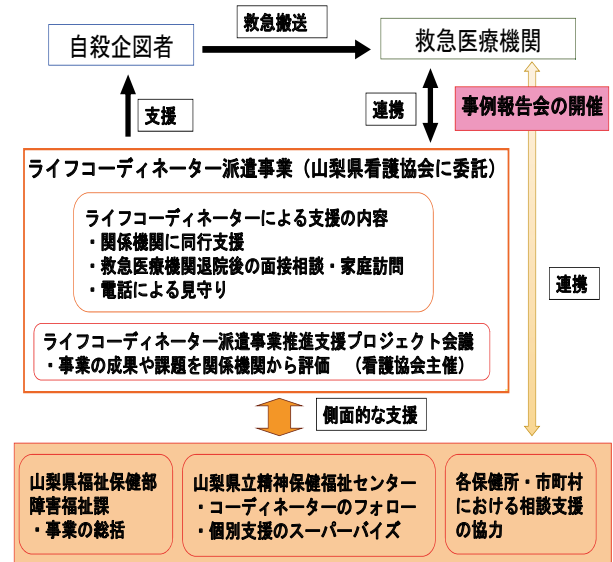 自殺企図者
救急搬送
救急医療機関
支援
連携
事例報告会の開催
ライフコーディネーター派遣事業（山梨県看護協会に委託）
ライフコーディネーターによる支援の内容
・関係機関に同行支援
・救急医療機関退院後の面接相談・家庭訪問
・電話による見守り
連携
ライフコーディネーター派遣事業推進支援プロジェクト会議
・事業の成果や課題を関係機関から評価　（看護協会主催）
側面的な支援
山梨県福祉保健部
障害福祉課
・事業の総括
山梨県立精神保健福祉センター
・コーディネーターのフォロー
・個別支援のスーパーバイズ
各保健所・市町村
における相談支援
の協力